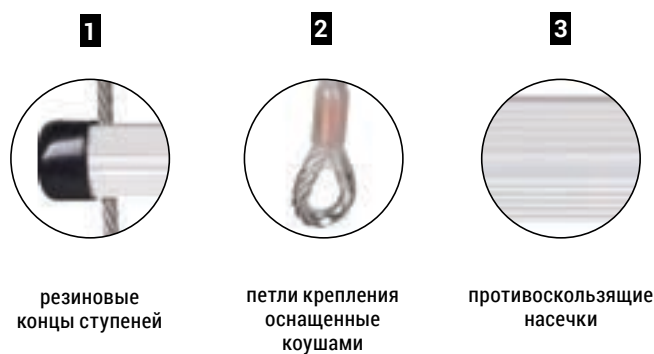 1
2
3
резиновые
концы ступеней
петли крепления
оснащенные
коушами
противоскользящие
насечки